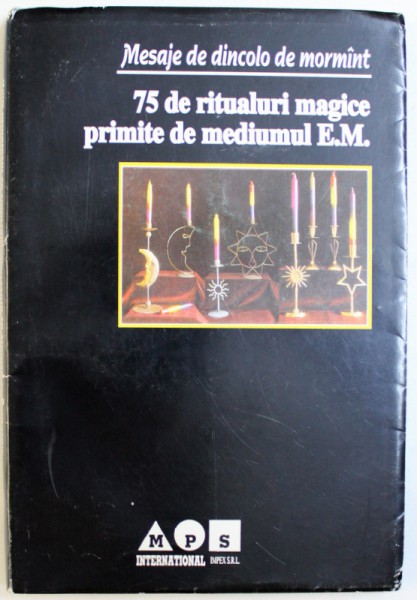 Mesaje de dincolo de mormînt
75 de ritualuri magice
primite de mediumul E.M.
M P S
INTERNATIONAL IMPEX S.R.L.